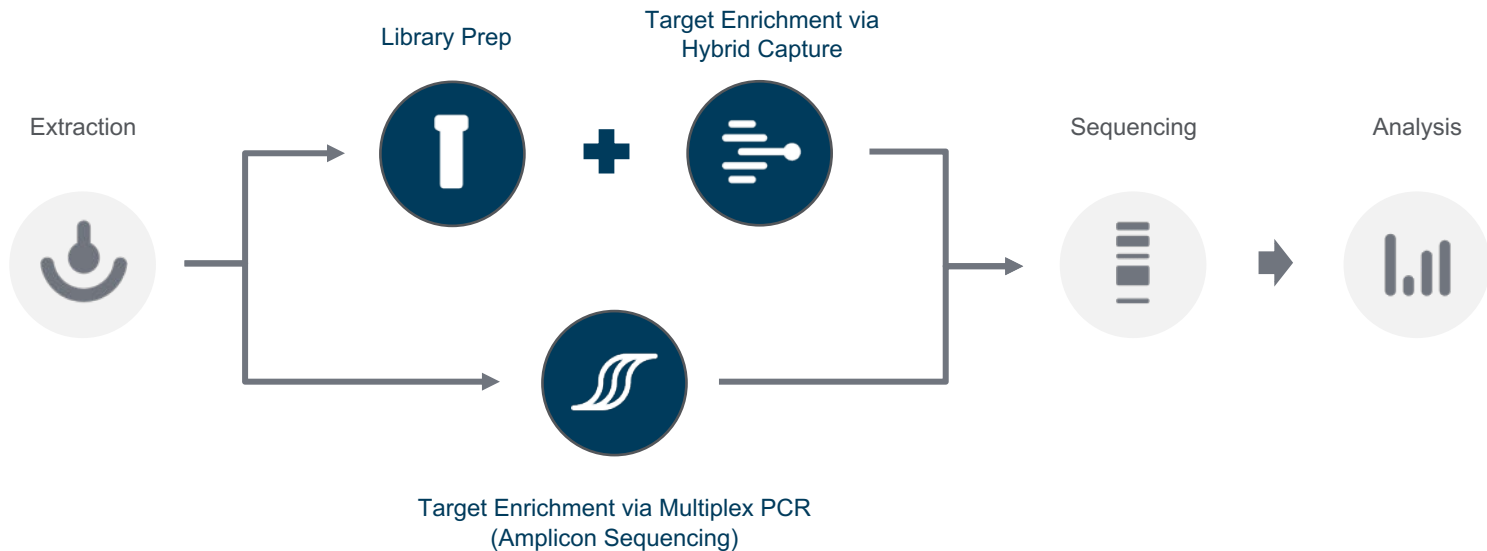 Library Prep
Target Enrichment via
Hybrid Capture
Extraction
Sequencing
Analysis
Target Enrichment via Multiplex PCR
(Amplicon Sequencing)